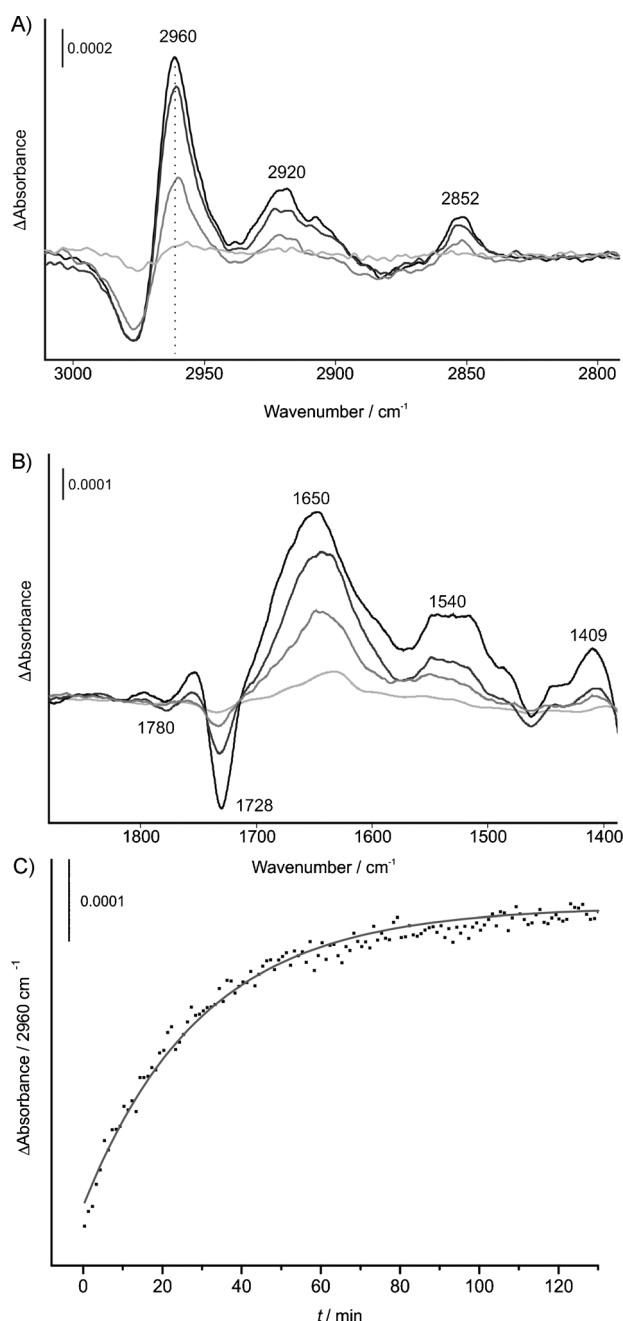 A)
0.0002
2960
2920
2852
ΔAbsorbance
3000 2950 2900 2850 2800
Wavenumber / cm⁻¹
B)
0.0001
1650
1540
1409
1780
1728
ΔAbsorbance
1800 1700 1600 1500 1400
Wavenumber / cm⁻¹
C)
0.0001
ΔAbsorbance / 2960 cm ⁻¹
0 20 40 60 80 100 120
t / min